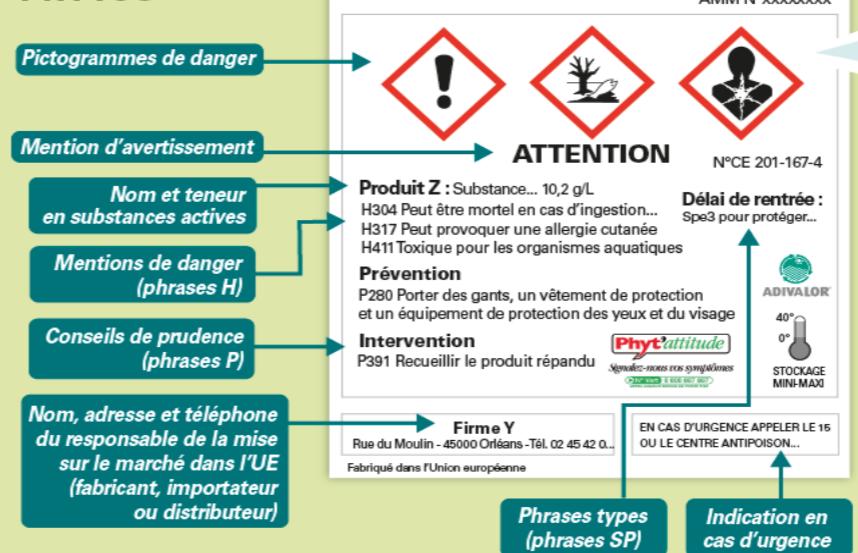 Pictogrammes de danger
Mention d'avertissement
ATTENTION
N°CE 201-167-4
Nom et teneur
en substances actives
Produit Z : Substance... 10,2 g/L
H304 Peut être mortel en cas d'ingestion...
H317 Peut provoquer une allergie cutanée
H411 Toxique pour les organismes aquatiques
Délai de rentrée :
Spe3 pour protéger...
Mentions de danger
(phrases H)
Prévention
P280 Porter des gants, un vêtement de protection
et un équipement de protection des yeux et du visage
ADIVALOR
Conseils de prudence
(phrases P)
Intervention
P391 Recueillir le produit répandu
Phyt'attitude
Signalez-nous vos symptômes
40°
0°
STOCKAGE
MINI-MAXI
Nom, adresse et téléphone
du responsable de la mise
sur le marché dans l'UE
(fabricant, importateur
ou distributeur)
Firme Y
Rue du Moulin - 45000 Orléans -Tél. 02 45 42 0...
Fabriqué dans l'Union européenne
EN CAS D'URGENCE APPELER LE 15
OU LE CENTRE ANTIPOISON...
Phrases types
(phrases SP)
Indication en
cas d'urgence